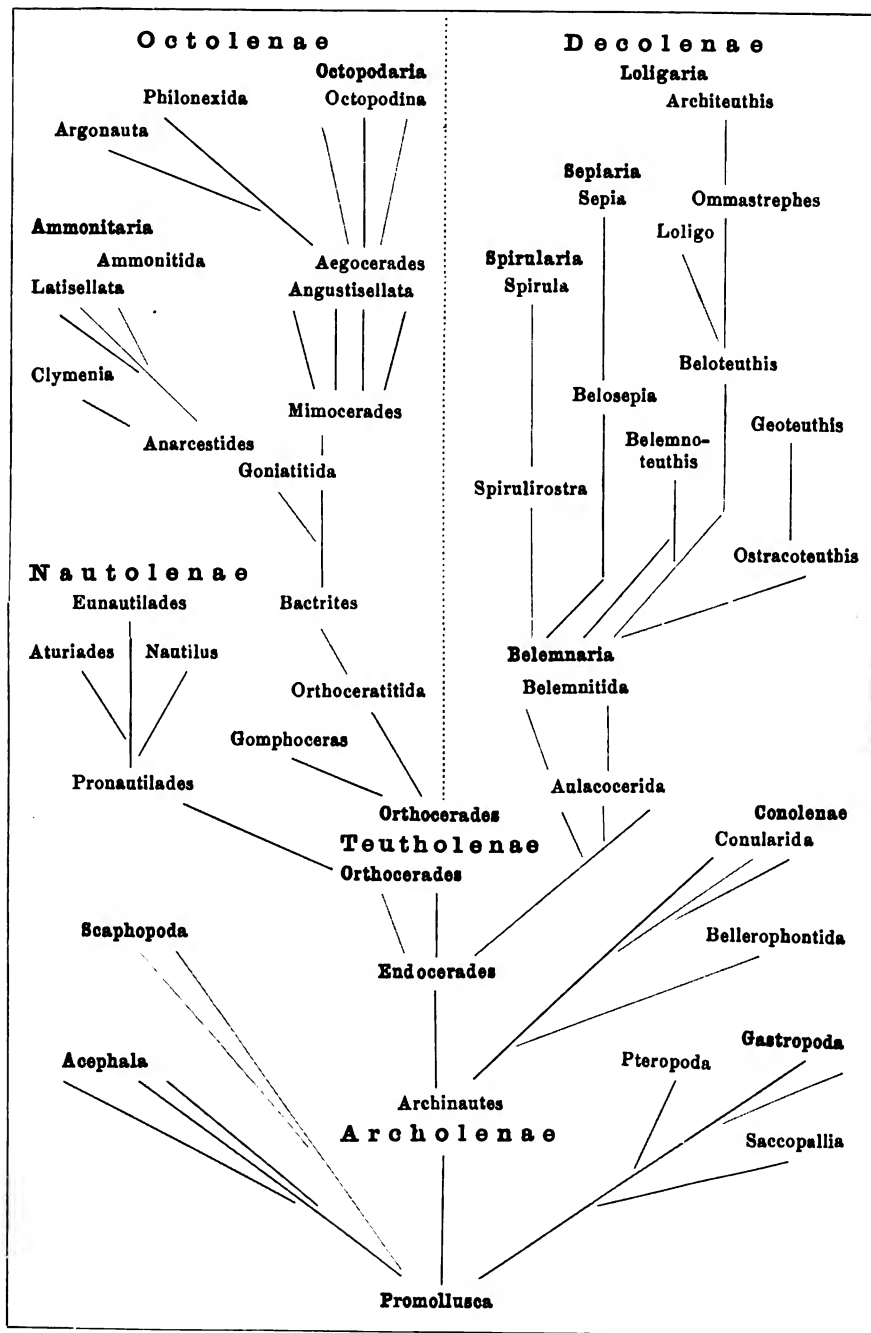 Octolenae
Decolenae
Octopodaria
Loligaria
Philonexida
Octopodina
Architeuthis
Argonauta
Sepiaria
Sepia
Ommastrephes
Ammonitaria
Loligo
Ammonitida
Aegocerades
Spirularia
Latisellata
Angustisellata
Spirula
Clymenia
Beloteuthis
Mimocerades
Belosepia
Anarcestides
Belemno-
teuthis
Geoteuthis
Goniatitida
Spirulirostra
Nautolenae
Ostracoteuthis
Eunautilades
Bactrites
Aturiades
Nautilus
Belemnaria
Orthoceratitida
Belemnitida
Gomphoceras
Pronautilades
Aulacocerida
Orthocerades
Conolenae
Teutholenae
Conularida
Orthocerades
Scaphopoda
Bellerophontida
Endocerades
Acephala
Gastropoda
Pteropoda
Archinautes
Archolenae
Saccopallia
Promollusca